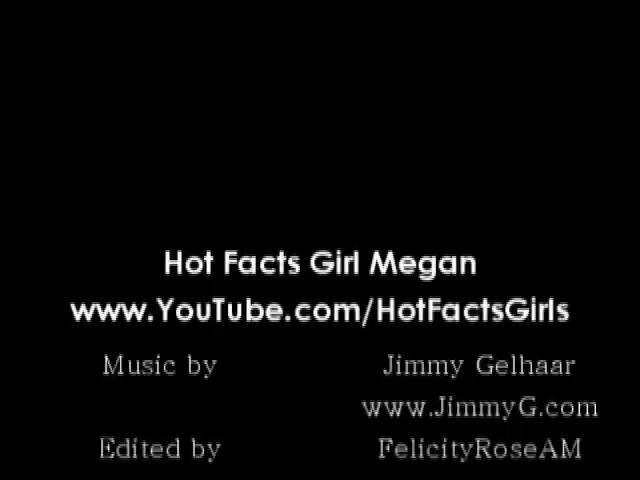 Hot Facts Girl Megan
www.YouTube.com/HotFactsGirls
Music by Jimmy Gelhaar
www.JimmyG.com
Edited by FelicityRoseAM